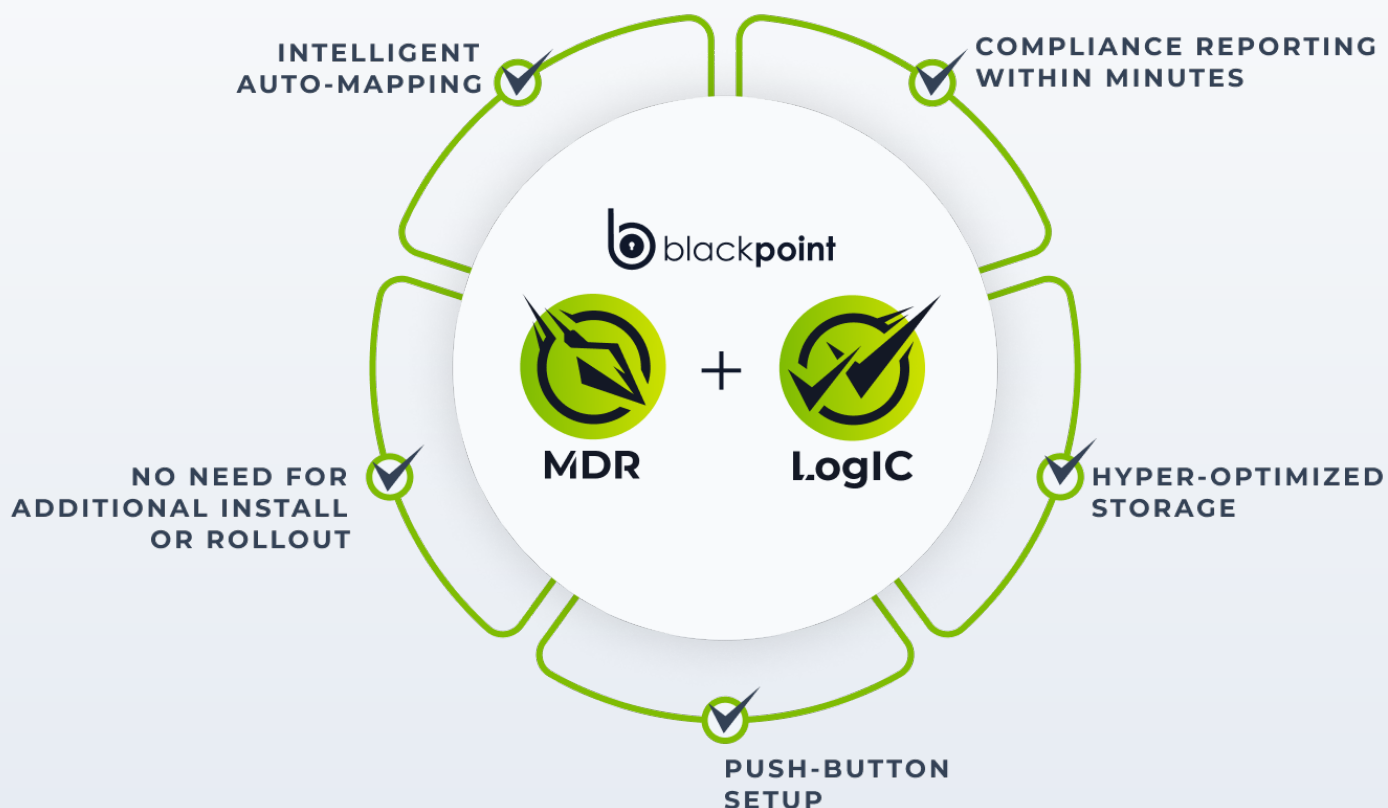 INTELLIGENT
AUTO-MAPPING
COMPLIANCE REPORTING
WITHIN MINUTES
blackpoint
+
MDR
LogIC
NO NEED FOR
ADDITIONAL INSTALL
OR ROLLOUT
HYPER-OPTIMIZED
STORAGE
PUSH-BUTTON
SETUP